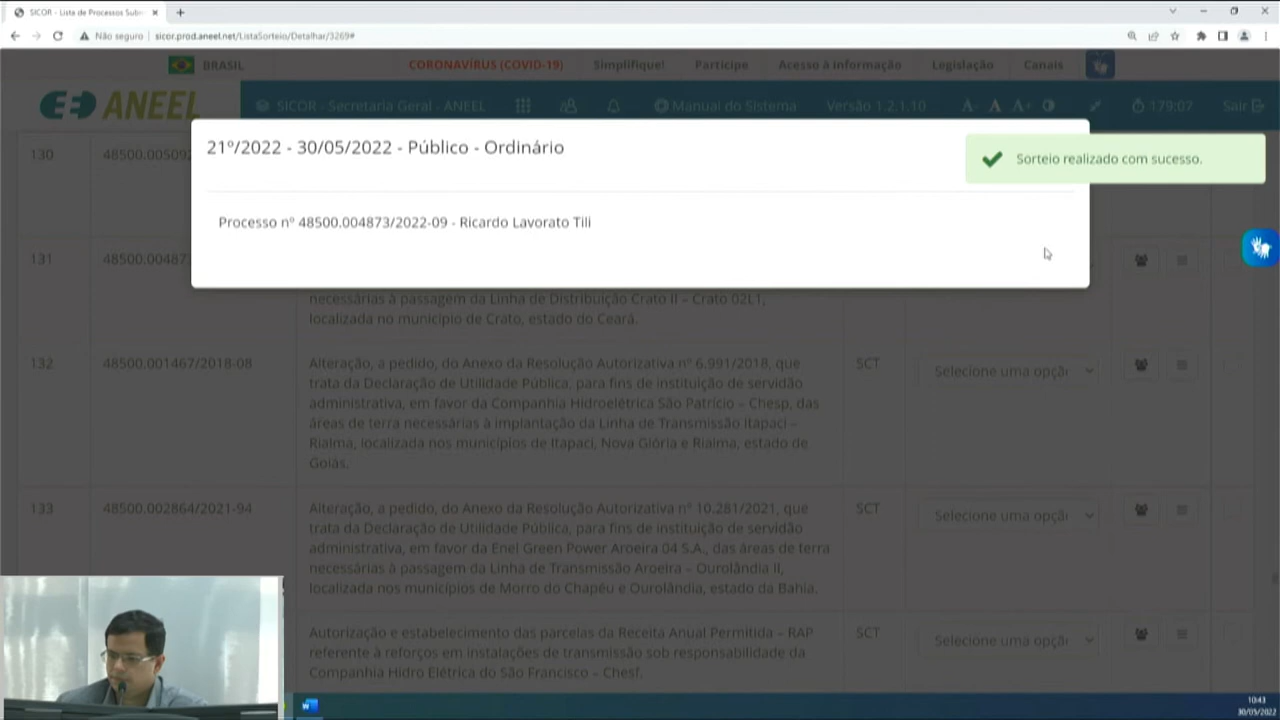 SICOR - Lista de Processos Sub
Não seguro | sicor.prod.aneel.net/ListaSorteio/Detalhar/3269#
BRASIL
CORONAVÍRUS (COVID-19)
Simplifique!
Participe
Acesso à informação
Legislação
Canais
ANEEL
SICOR - Secretaria Geral - ANEEL
Manual do Sistema
Versão 1.2.1.10
A- A A+
179:07
Sair
21º/2022 - 30/05/2022 - Público - Ordinário
Sorteio realizado com sucesso.
Processo nº 48500.004873/2022-09 - Ricardo Lavorato Tili
130
48500.005092
131
48500.00487
necessárias à passagem da Linha de Distribuição Crato II – Crato 02L1,
localizada no município de Crato, estado do Ceará.
132
48500.001467/2018-08
Alteração, a pedido, do Anexo da Resolução Autorizativa nº 6.991/2018, que
trata da Declaração de Utilidade Pública, para fins de instituição de servidão
administrativa, em favor da Companhia Hidroelétrica São Patrício – Chesp, das
áreas de terra necessárias à implantação da Linha de Transmissão Itapaci –
Rialma, localizada nos municípios de Itapaci, Nova Glória e Rialma, estado de
Goiás.
SCT
Selecione uma opçã
133
48500.002864/2021-94
Alteração, a pedido, do Anexo da Resolução Autorizativa nº 10.281/2021, que
trata da Declaração de Utilidade Pública, para fins de instituição de servidão
administrativa, em favor da Enel Green Power Aroeira 04 S.A., das áreas de terra
necessárias à passagem da Linha de Transmissão Aroeira – Ourolândia II,
localizada nos municípios de Morro do Chapéu e Ourolândia, estado da Bahia.
SCT
Selecione uma opçã
Autorização e estabelecimento das parcelas da Receita Anual Permitida – RAP
referente à reforços em instalações de transmissão sob responsabilidade da
Companhia Hidro Elétrica do São Francisco – Chesf.
SCT
Selecione uma opçã
10:43
30/05/2022